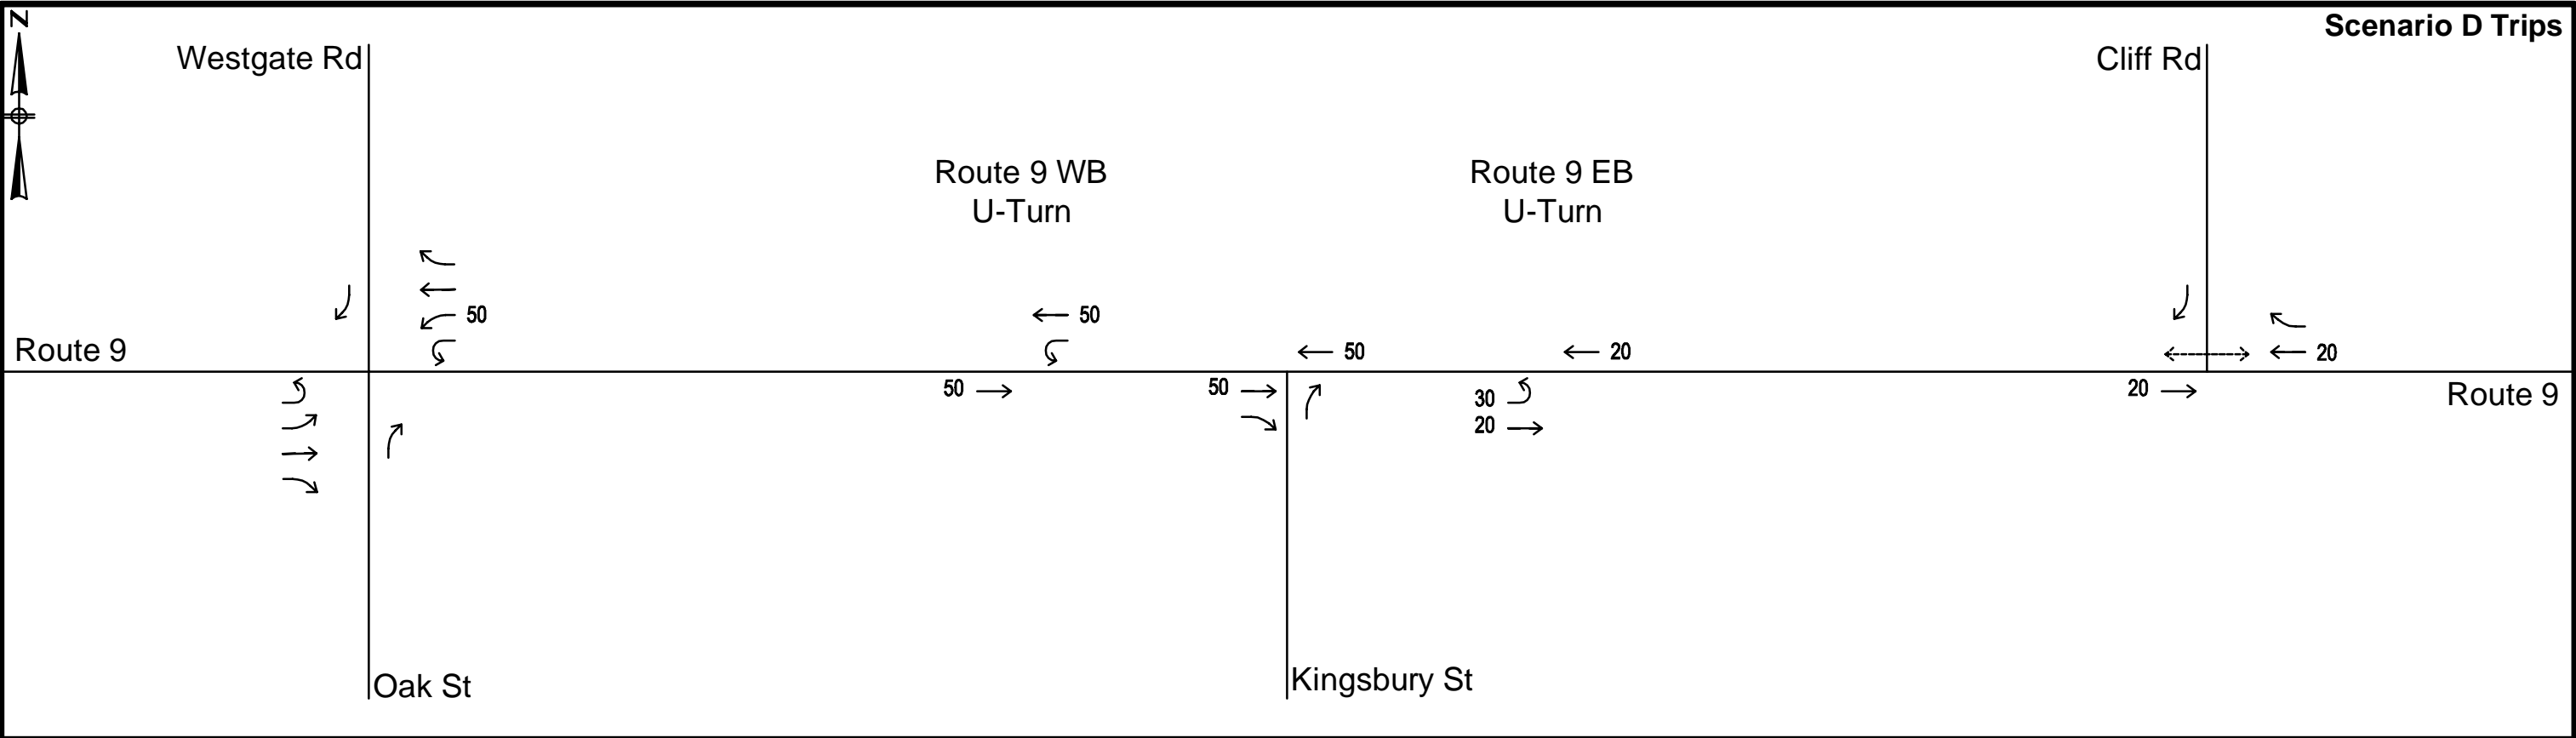 N
Scenario D Trips
Westgate Rd
Cliff Rd
Route 9 WB
U-Turn
Route 9 EB
U-Turn
50
50
Route 9
50
20
20
50
50
30
20
20
Route 9
Oak St
Kingsbury St